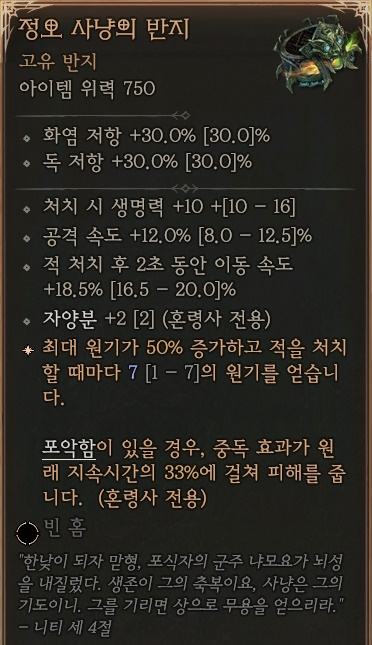 정오 사냥의 반지
고유 반지
아이템 위력 750
화염 저항 +30.0% [30.0]%
독 저항 +30.0% [30.0]%
처치 시 생명력 +10 +[10 – 16]
공격 속도 +12.0% [8.0 – 12.5]%
적 처치 후 2초 동안 이동 속도
+18.5% [16.5 – 20.0]%
자양분 +2 [2] (혼령사 전용)
최대 원기가 50% 증가하고 적을 처치
할 때마다 7 [1 – 7]의 원기를 얻습니
다.
포악함이 있을 경우, 중독 효과가 원
래 지속시간의 33%에 걸쳐 피해를 줍
니다. (혼령사 전용)
빈 홈
"한낮이 되자 맏형, 포식자의 군주 냐모요가 뇌성
을 내질렀다. 생존이 그의 축복이요, 사냥은 그의
기도이니. 그를 기리면 상으로 무용을 얻으리라."
– 니티 세 4절